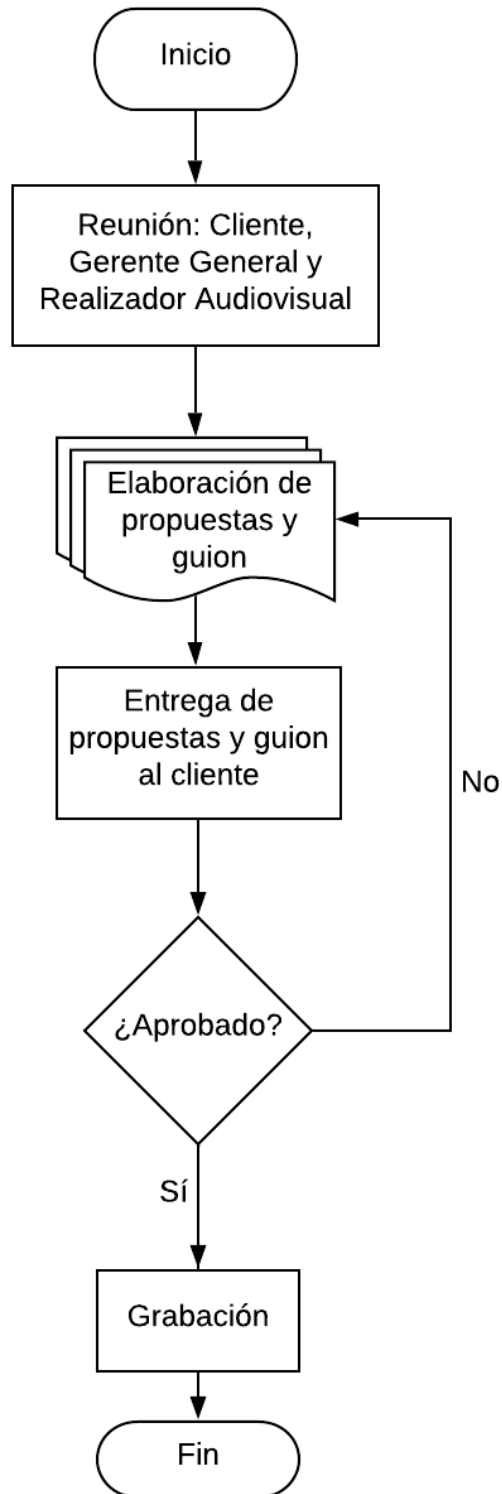 Inicio
Reunión: Cliente,
Gerente General y
Realizador Audiovisual
Elaboración de
propuestas y
guion
Entrega de
propuestas y guion
al cliente
No
¿Aprobado?
Sí
Grabación
Fin